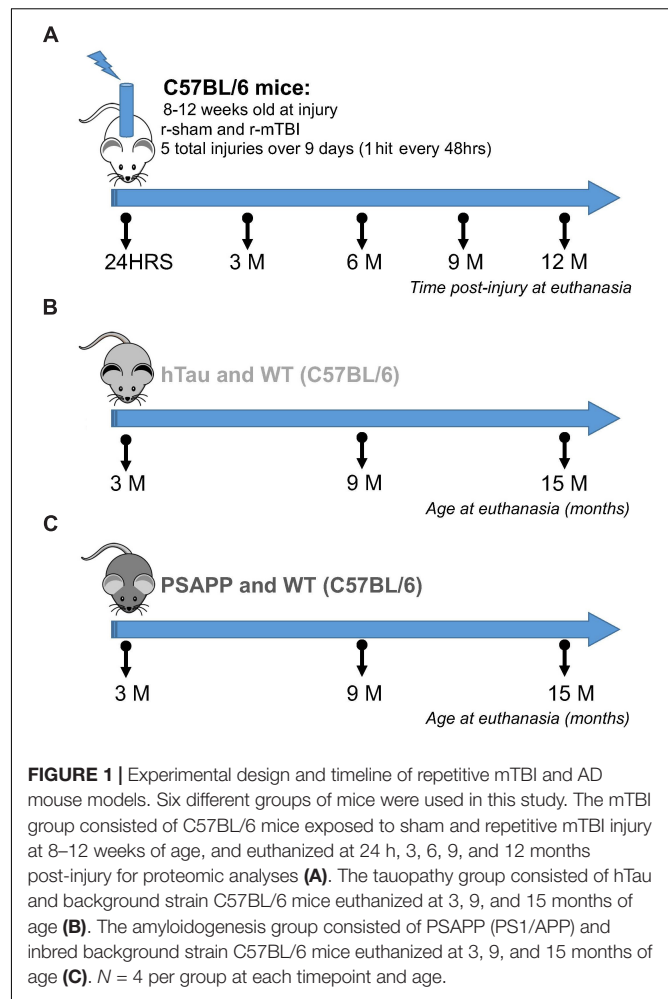 A
C57BL/6 mice:
8-12 weeks old at injury
r-sham and r-mTBI
5 total injuries over 9 days (1 hit every 48hrs)
24HRS 3 M 6 M 9 M 12 M
Time post-injury at euthanasia
B
hTau and WT (C57BL/6)
3 M 9 M 15 M
Age at euthanasia (months)
C
PSAPP and WT (C57BL/6)
3 M 9 M 15 M
Age at euthanasia (months)
FIGURE 1 | Experimental design and timeline of repetitive mTBI and AD
mouse models. Six different groups of mice were used in this study. The mTBI
group consisted of C57BL/6 mice exposed to sham and repetitive mTBI injury
at 8–12 weeks of age, and euthanized at 24 h, 3, 6, 9, and 12 months
post-injury for proteomic analyses (A). The tauopathy group consisted of hTau
and background strain C57BL/6 mice euthanized at 3, 9, and 15 months of
age (B). The amyloidogenesis group consisted of PSAPP (PS1/APP) and
inbred background strain C57BL/6 mice euthanized at 3, 9, and 15 months of
age (C). N = 4 per group at each timepoint and age.